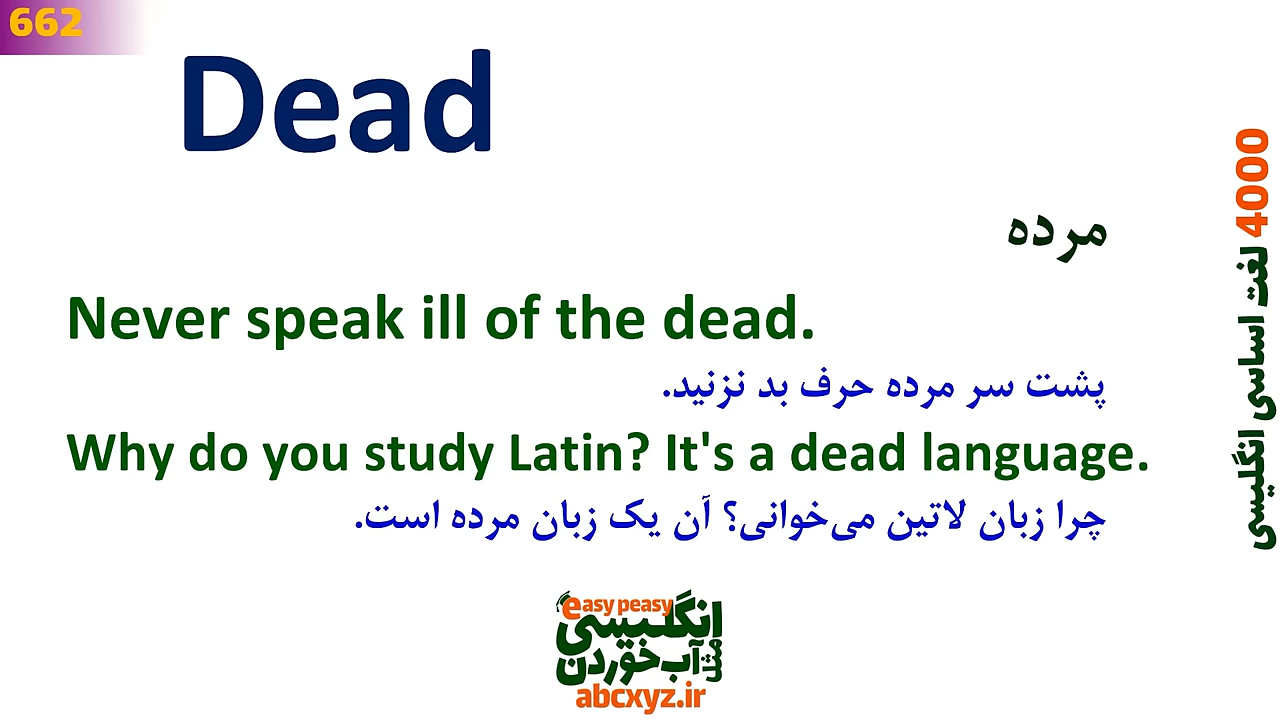 662
Dead
مرده
Never speak ill of the dead.
پشت سر مرده حرف بد نزنید.
Why do you study Latin? It's a dead language.
چرا زبان لاتین می‌خوانی؟ آن یک زبان مرده است.
4000 لغت اساسی انگلیسی
easy peasy
انگلیسی
مثل آب خوردن
abcxyz.ir